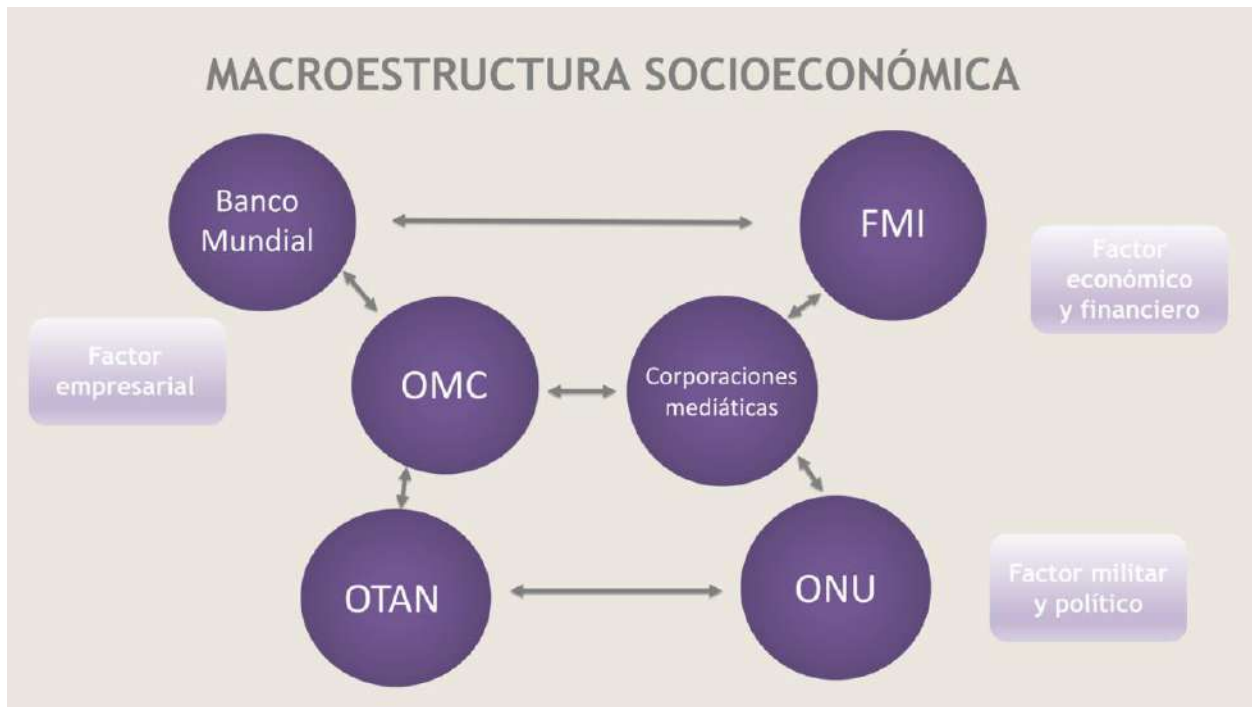 MACROESTRUCTURA SOCIOECONÓMICA
Banco
Mundial
FMI
Factor
económico
y financiero
Factor
empresarial
OMC
Corporaciones
mediáticas
OTAN
ONU
Factor militar
y político